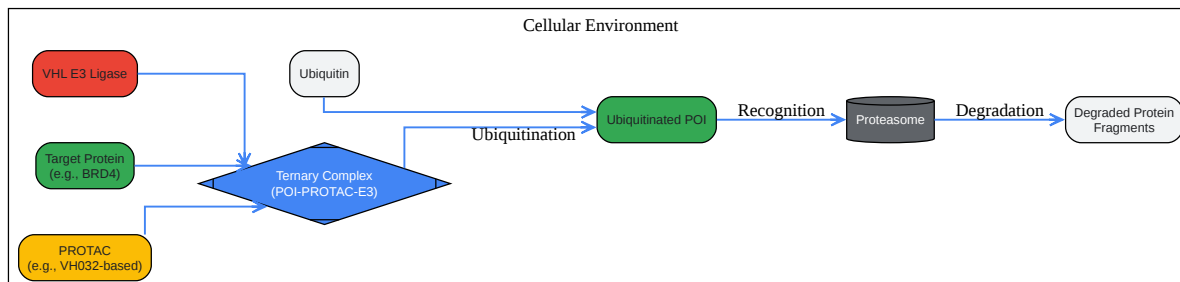 Cellular Environment
VHL E3 Ligase
Ubiquitin
Target Protein
(e.g., BRD4)
PROTAC
(e.g., VH032-based)
Ternary Complex
(POI-PROTAC-E3)
Ubiquitination
Ubiquitinated POI
Recognition
Proteasome
Degradation
Degraded Protein
Fragments